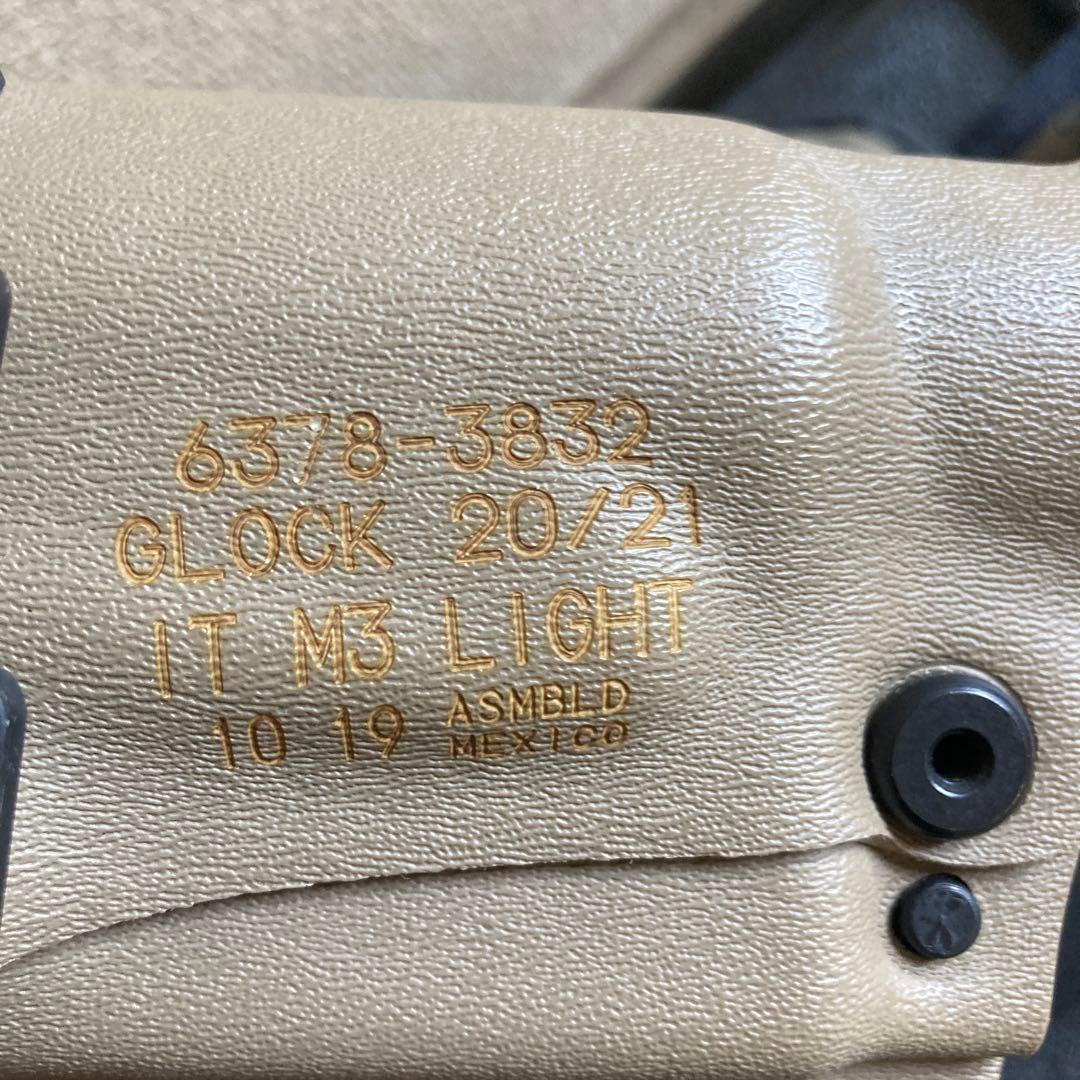 6378-3832
GLOCK 20/21
IT M3 LIGHT
10 19 ASMBLD
MEXICO